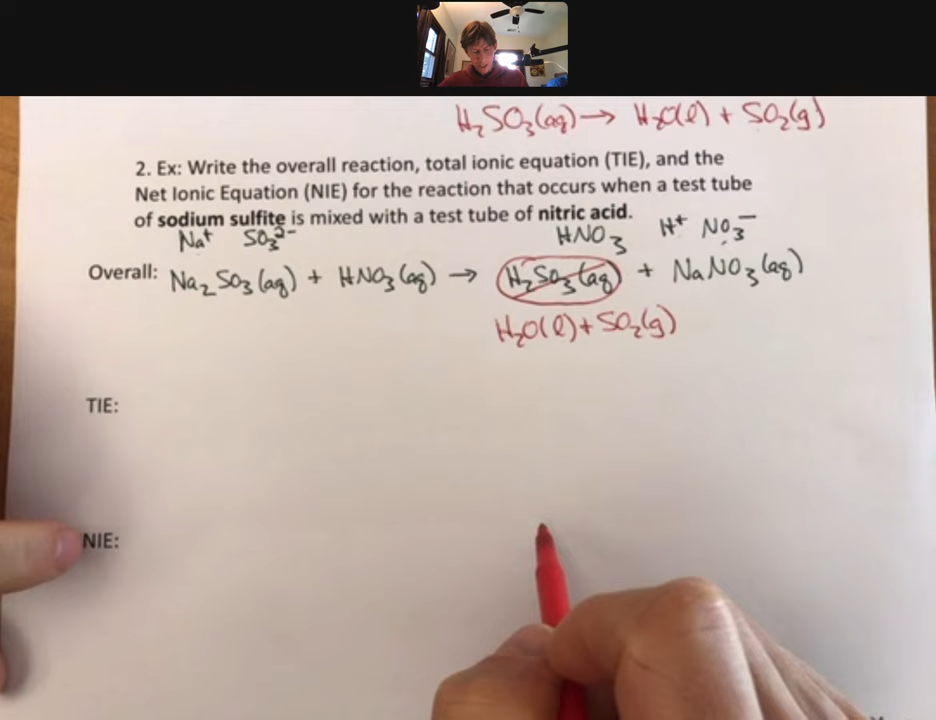 H₂SO₃(aq) → H₂O(l) + SO₂(g)
2. Ex: Write the overall reaction, total ionic equation (TIE), and the
Net Ionic Equation (NIE) for the reaction that occurs when a test tube
of sodium sulfite is mixed with a test tube of nitric acid.
Na⁺ SO₃²⁻ HNO₃ H⁺ NO₃⁻
Overall: Na₂SO₃(aq) + HNO₃(aq) → H₂SO₃(aq) + NaNO₃(aq)
H₂O(l) + SO₂(g)
TIE:
NIE: